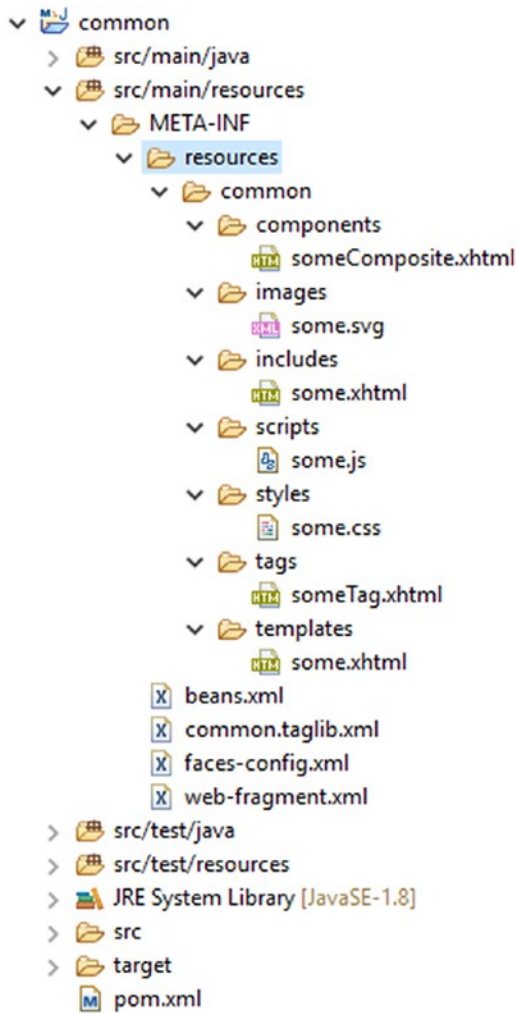 common
src/main/java
src/main/resources
META-INF
resources
common
components
someComposite.xhtml
images
some.svg
includes
some.xhtml
scripts
some.js
styles
some.css
tags
someTag.xhtml
templates
some.xhtml
beans.xml
common.taglib.xml
faces-config.xml
web-fragment.xml
src/test/java
src/test/resources
JRE System Library [JavaSE-1.8]
src
target
pom.xml